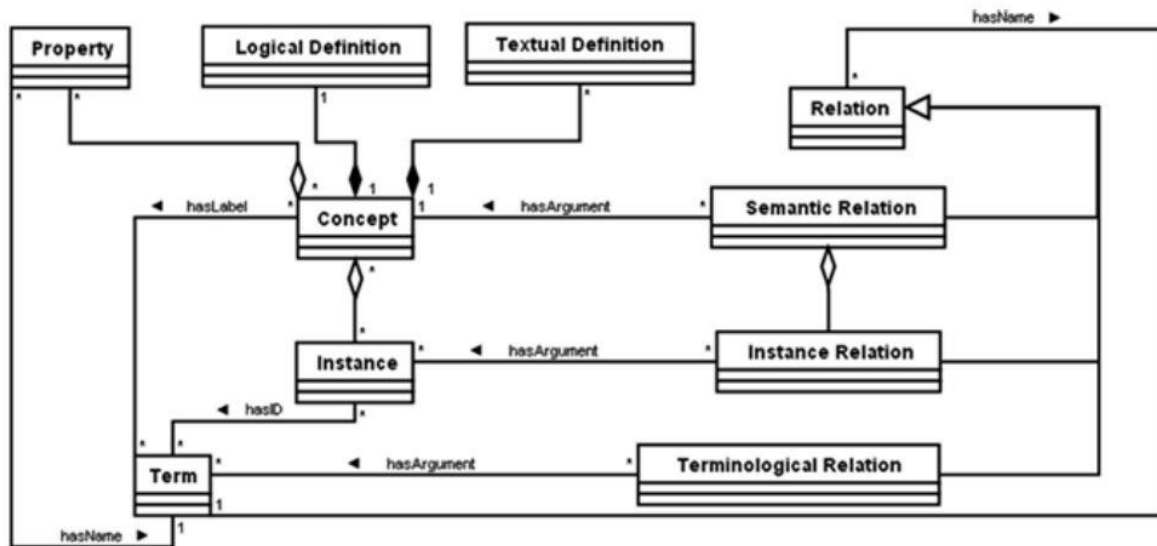 hasName ►
Property
Logical Definition
Textual Definition
* * 1 * *
Relation
* 1 1
◄ hasLabel * Concept 1 ◄ hasArgument * Semantic Relation
*
*
Instance * ◄ hasArgument * Instance Relation
◄ hasID *
* *
Term * ◄ hasArgument * Terminological Relation
1
hasName ► 1